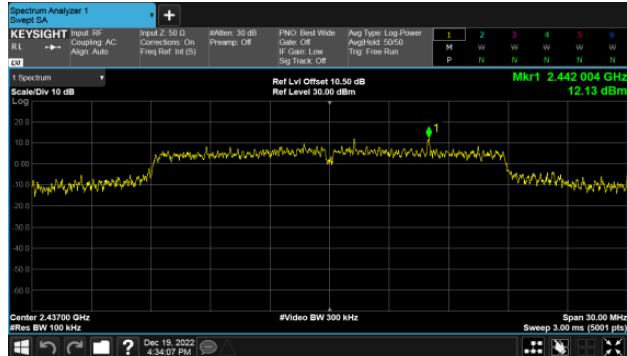 Spectrum Analyzer 1
Swept SA
+
KEYSIGHT
RL
LXI
Input: RF
Coupling: AC
Align: Auto
Input Z: 50 Ω
Corrections: On
Freq Ref: Int (S)
#Atten: 30 dB
Preamp: Off
PNO: Best Wide
Gate: Off
IF Gain: Low
Sig Track: Off
Avg Type: Log-Power
Avg|Hold: 50/50
Trig: Free Run
1 2 3 4 5 6
M W W W W W
P N N N N N
1 Spectrum
Scale/Div 10 dB
Log
Ref Lvl Offset 10.50 dB
Ref Level 30.00 dBm
Mkr1 2.442 004 GHz
12.13 dBm
1
20.0
10.0
0.00
-10.0
-20.0
-30.0
-40.0
-50.0
-60.0
Center 2.43700 GHz
#Res BW 100 kHz
#Video BW 300 kHz
Span 30.00 MHz
Sweep 3.00 ms (5001 pts)
?
Dec 19, 2022
4:34:07 PM